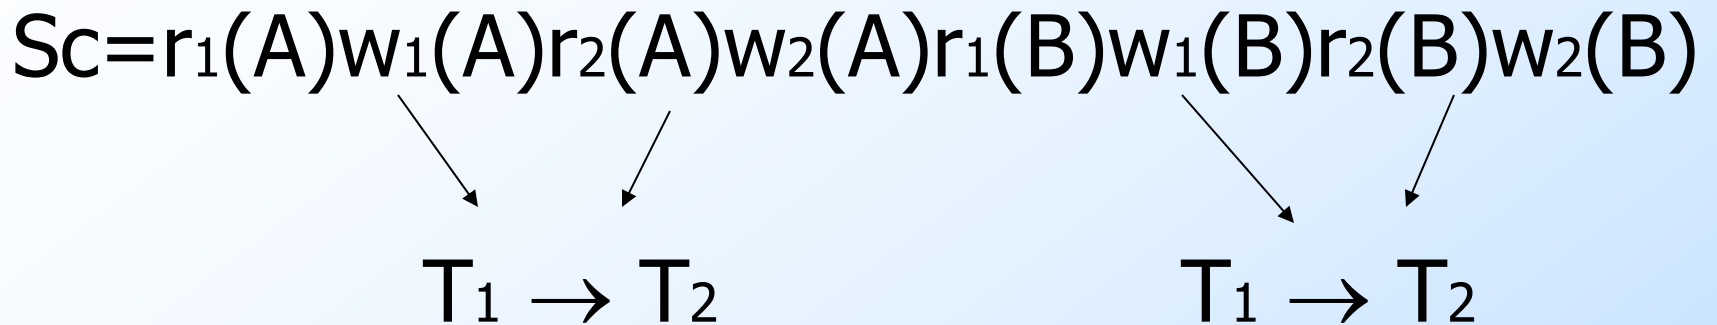 Sc=r1(A)w1(A)r2(A)w2(A)r1(B)w1(B)r2(B)w2(B)
T1 → T2 T1 → T2